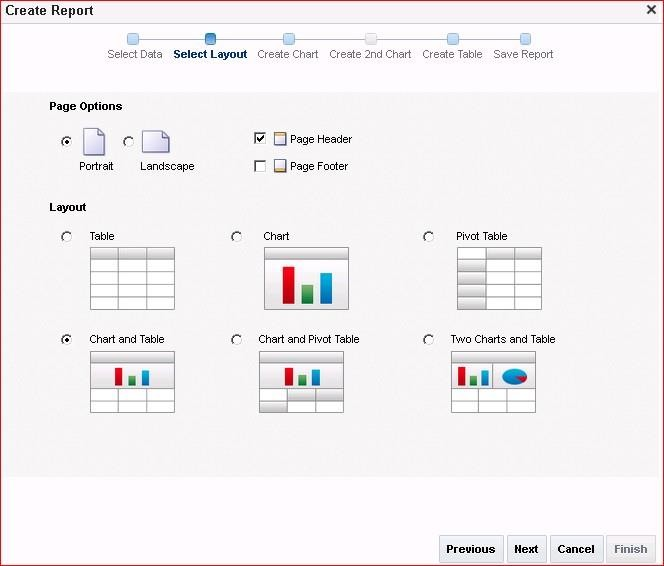 Create Report
Select Data Select Layout Create Chart Create 2nd Chart Create Table Save Report
Page Options
Portrait Landscape
Page Header
Page Footer
Layout
Table Chart Pivot Table
Chart and Table Chart and Pivot Table Two Charts and Table
Previous Next Cancel Finish